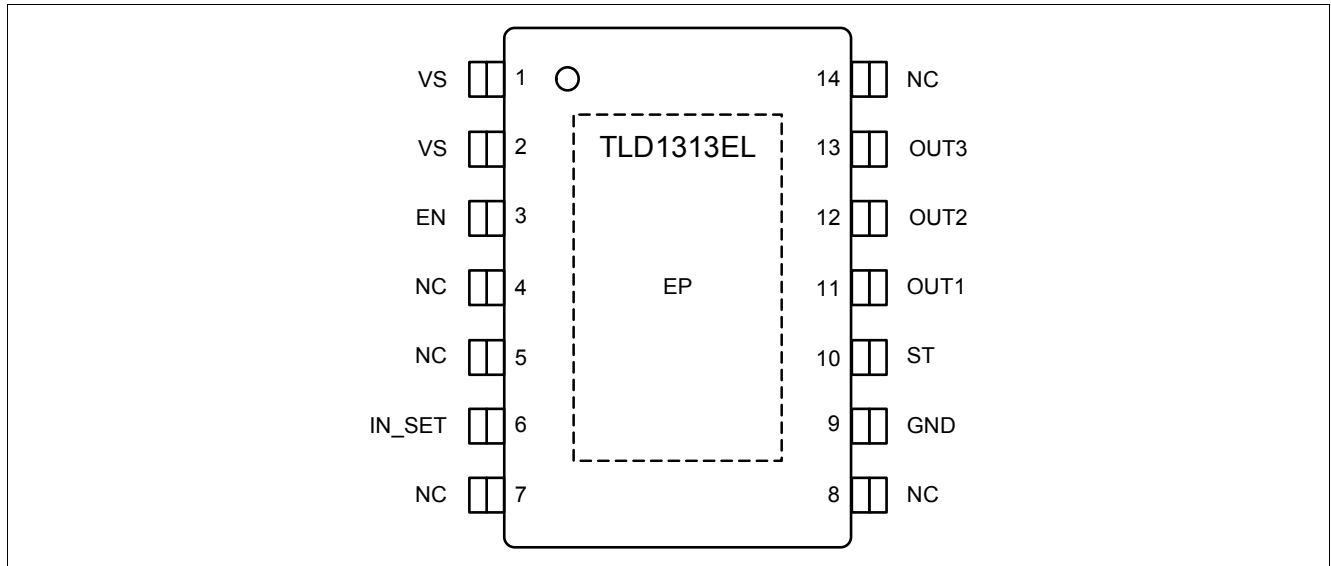 VS 1 14 NC
VS 2 TLD1313EL 13 OUT3
EN 3 12 OUT2
NC 4 EP 11 OUT1
NC 5 10 ST
IN_SET 6 9 GND
NC 7 8 NC